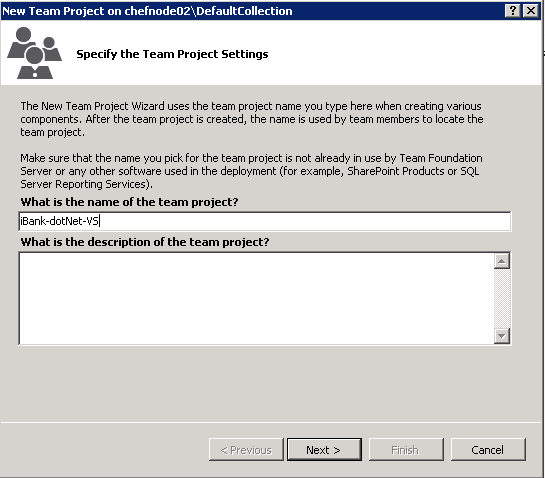 New Team Project on chefnode02\DefaultCollection
Specify the Team Project Settings
The New Team Project Wizard uses the team project name you type here when creating various
components. After the team project is created, the name is used by team members to locate the
team project.
Make sure that the name you pick for the team project is not already in use by Team Foundation
Server or any other software used in the deployment (for example, SharePoint Products or SQL
Server Reporting Services).
What is the name of the team project?
iBank-dotNet-VS
What is the description of the team project?
< Previous Next > Finish Cancel